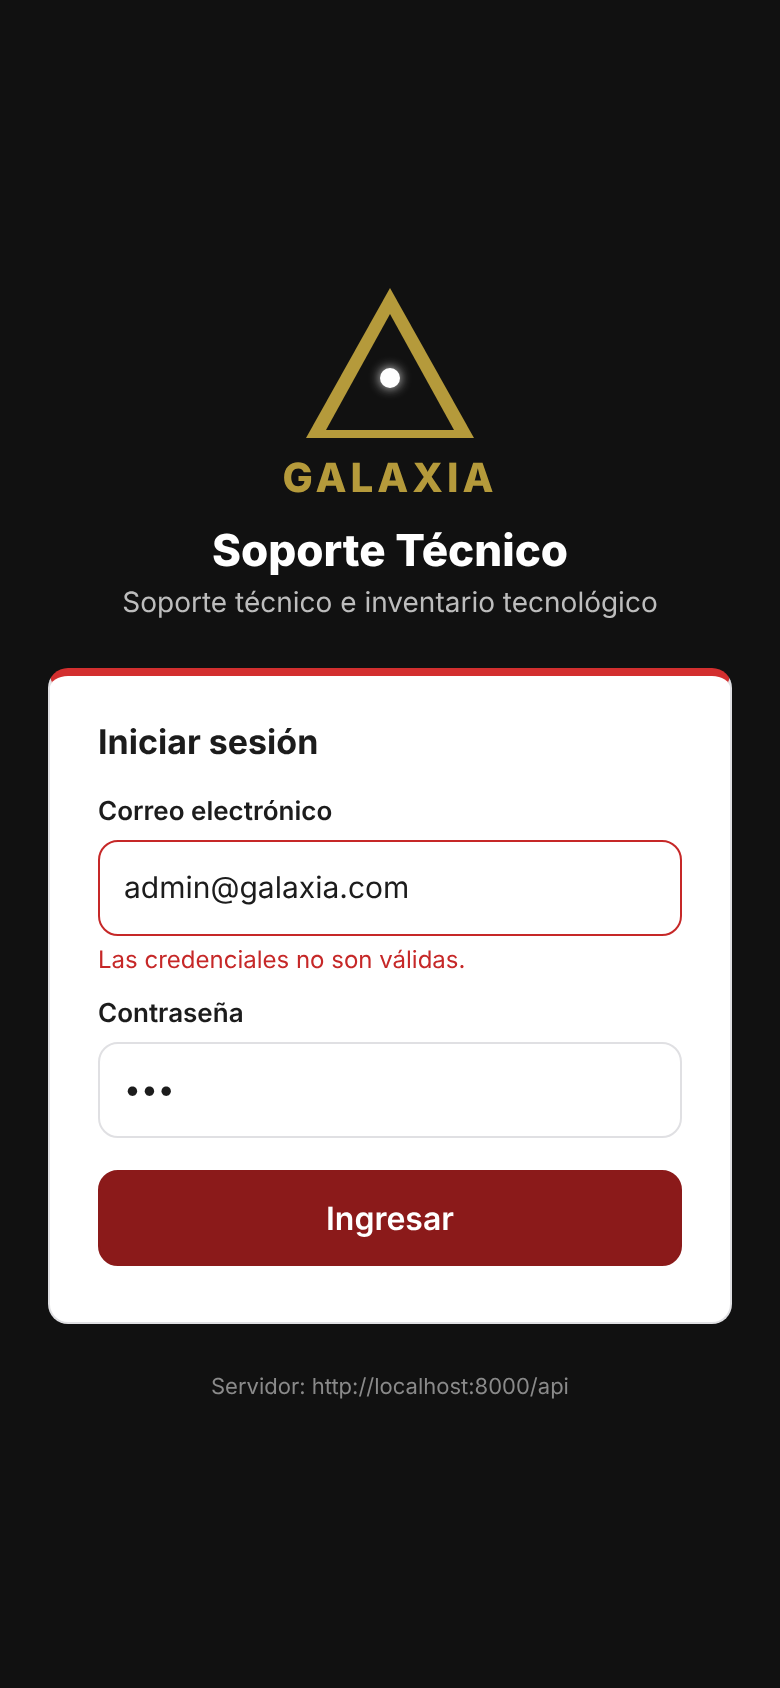 GALAXIA
Soporte Técnico
Soporte técnico e inventario tecnológico
Iniciar sesión
Correo electrónico
admin@galaxia.com
Las credenciales no son válidas.
Contraseña
•••
Ingresar
Servidor: http://localhost:8000/api